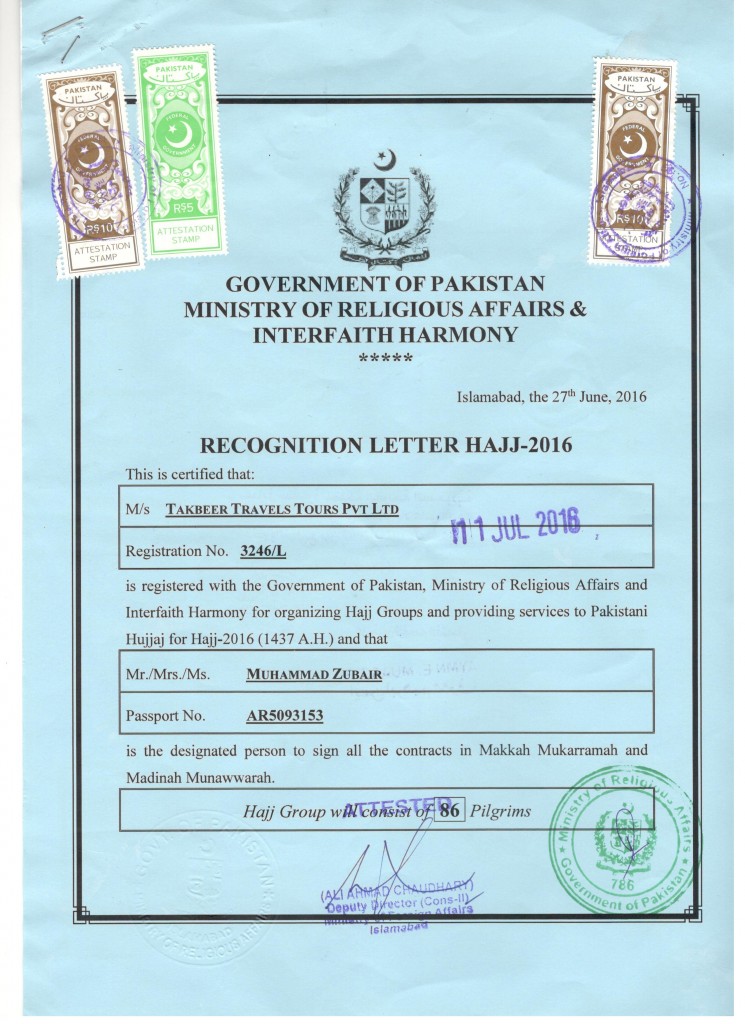 PAKISTAN
پاکستان
FEDERAL
GOVERNMENT
RS10
ATTESTATION
STAMP
PAKISTAN
پاکستان
FEDERAL
GOVERNMENT
RS5
ATTESTATION
STAMP
PAKISTAN
پاکستان
FEDERAL
RS10
GOVERNMENT OF PAKISTAN
MINISTRY OF RELIGIOUS AFFAIRS &
INTERFAITH HARMONY
*****
Islamabad, the 27th June, 2016
RECOGNITION LETTER HAJJ-2016
This is certified that:
M/s TAKBEER TRAVELS TOURS PVT LTD
11 JUL 2016
Registration No. 3246/L
is registered with the Government of Pakistan, Ministry of Religious Affairs and
Interfaith Harmony for organizing Hajj Groups and providing services to Pakistani
Hujjaj for Hajj-2016 (1437 A.H.) and that
Mr./Mrs./Ms. MUHAMMAD ZUBAIR
Passport No. AR5093153
is the designated person to sign all the contracts in Makkah Mukarramah and
Madinah Munawwarah.
ATTESTED
Hajj Group will consist of 86 Pilgrims
Ministry of Religious Affairs
Government of Pakistan
786
(ALI AHMAD CHAUDHARY)
Deputy Director (Cons-II)
Ministry of Foreign Affairs
Islamabad